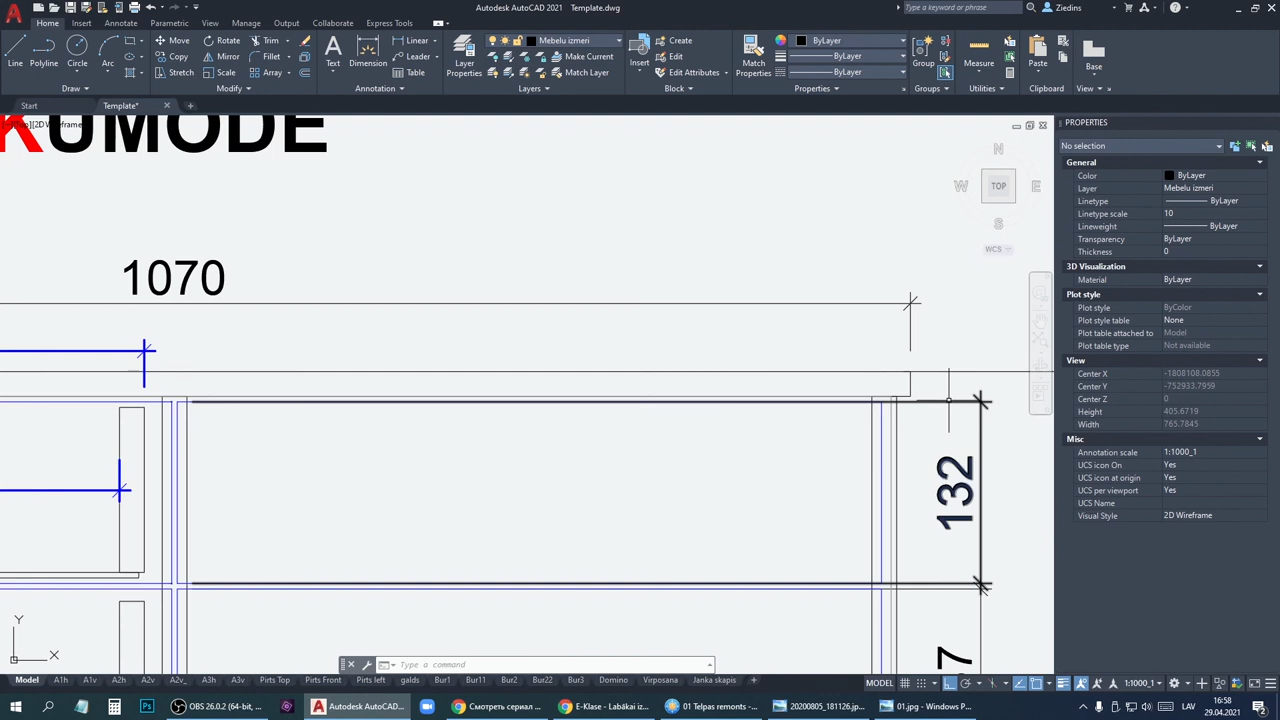 Autodesk AutoCAD 2021 Template.dwg
Type a keyword or phrase
Ziedins
Home Insert Annotate Parametric View Manage Output Collaborate Express Tools
Line Polyline Circle Arc
Move Rotate Trim
Copy Mirror Fillet
Stretch Scale Array
Text Dimension
Linear
Leader
Table
Layer Properties
Mebelu izmeri
Make Current
Match Layer
Insert
Create
Edit
Edit Attributes
Match Properties
ByLayer
ByLayer
ByLayer
Group
Measure
Paste
Base
Draw Modify Annotation Layers Block Properties Groups Utilities Clipboard View
Start Template*
[-][Top][2D Wireframe]
KUMODE
N
W TOP E
S
WCS
1070
132
7
Y
X
PROPERTIES
No selection
General
Color ByLayer
Layer Mebelu izmeri
Linetype ByLayer
Linetype scale 10
Lineweight ByLayer
Transparency ByLayer
Thickness 0
3D Visualization
Material ByLayer
Plot style
Plot style ByColor
Plot style table None
Plot table attached to Model
Plot table type Not available
View
Center X -1808108.0855
Center Y -752933.7959
Center Z 0
Height 405.6719
Width 765.7845
Misc
Annotation scale 1:1000_1
UCS icon On Yes
UCS icon at origin Yes
UCS per viewport Yes
UCS Name
Visual Style 2D Wireframe
Type a command
Model A1h A1v A2h A2v A2v_ A3h A3v Pirts Top Pirts Front Pirts left galds Bur1 Bur11 Bur2 Bur22 Bur3 Domino Virposana Janka skapis
MODEL 1:1000_1
OBS 26.0.2 (64-bit... Autodesk AutoCAD... Смотреть сериал ... E-Klase - Labākai iz... 01 Telpas remonts -... 20200805_181126.jp... 01.jpg - Windows P...
LAV
16:58
29.04.2021